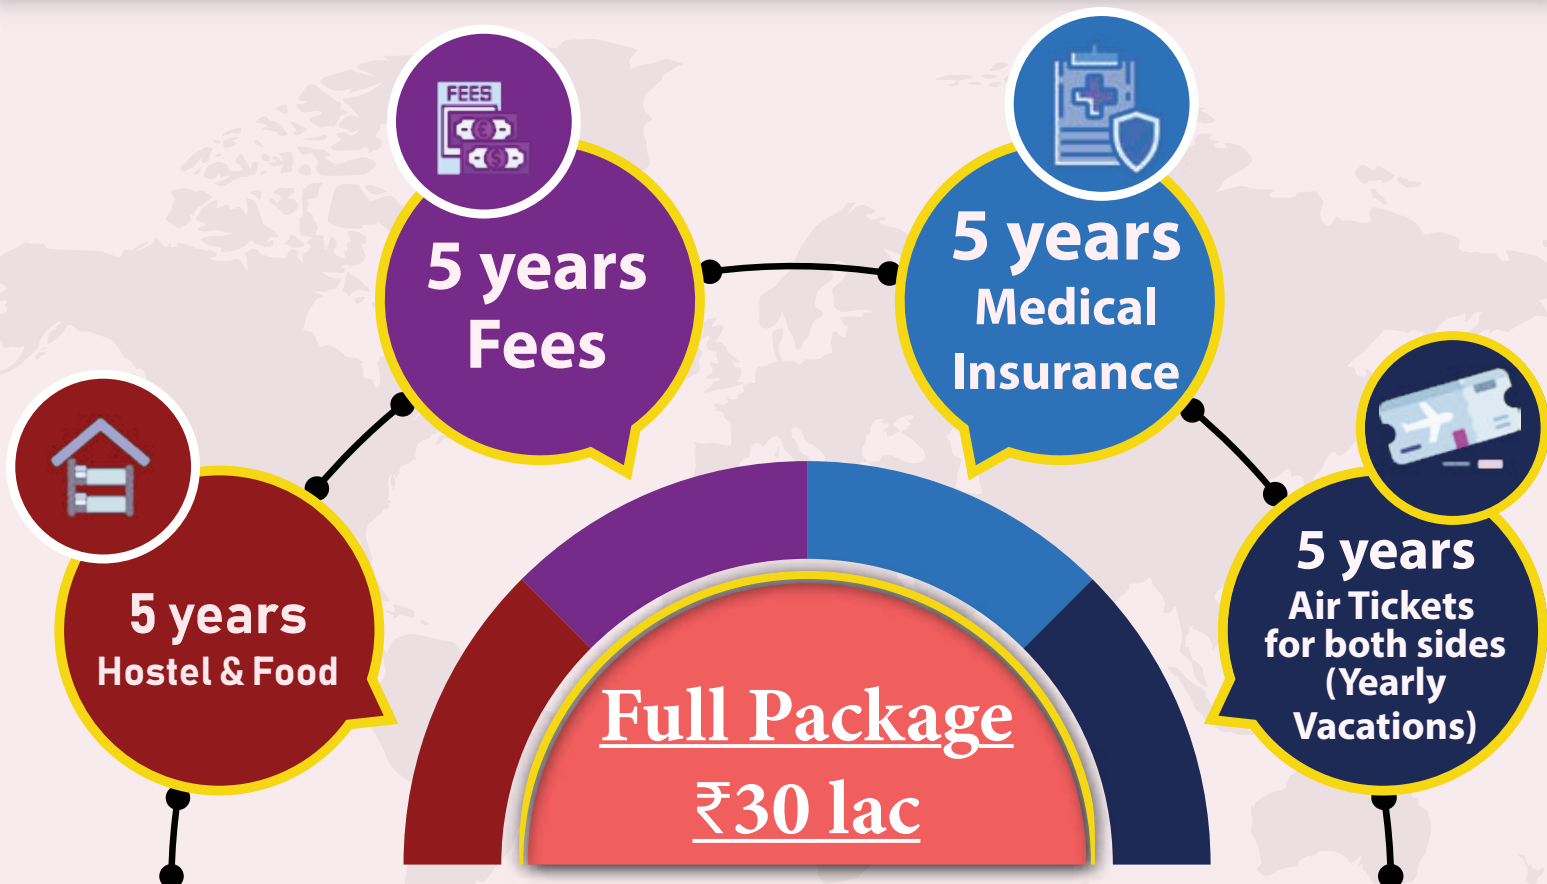 FEES
5 years
Fees
5 years
Medical
Insurance
5 years
Hostel & Food
5 years
Air Tickets
for both sides
(Yearly
Vacations)
Full Package
₹30 lac